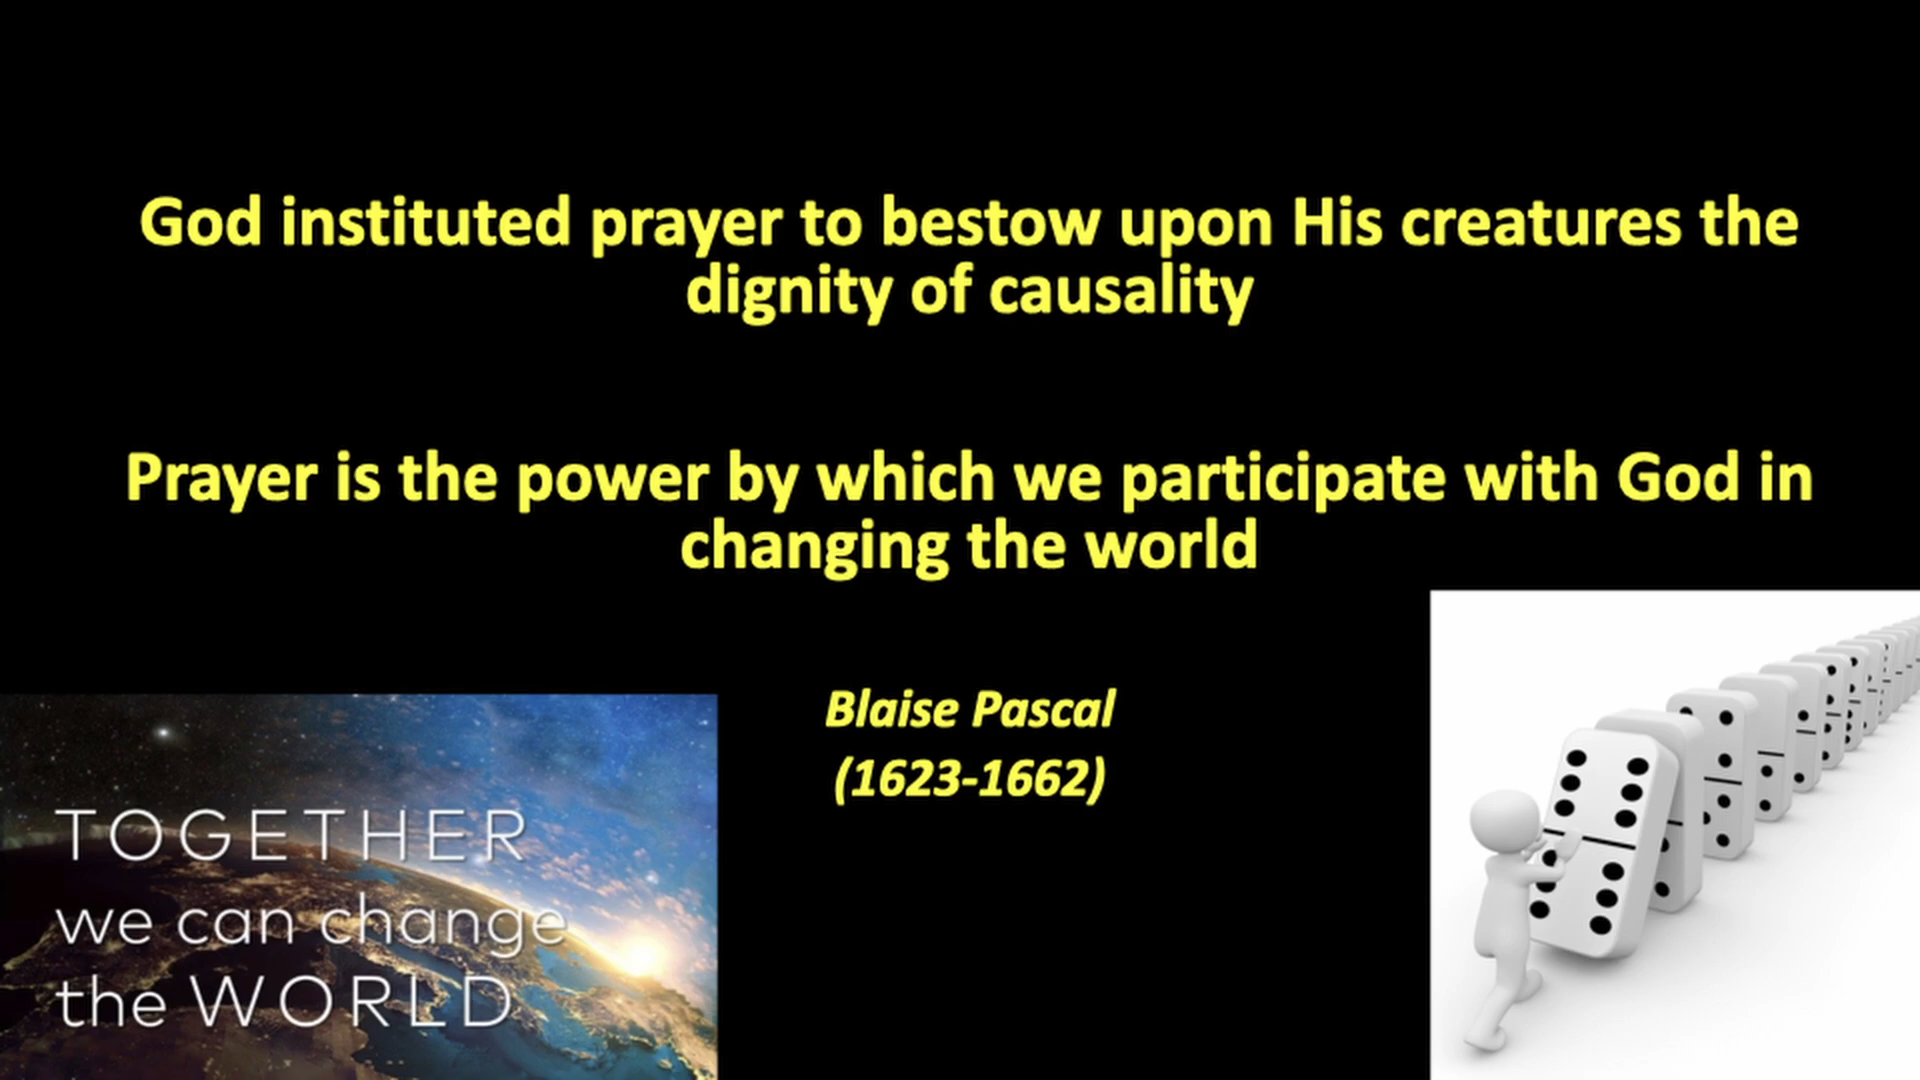 God instituted prayer to bestow upon His creatures the
dignity of causality
Prayer is the power by which we participate with God in
changing the world
Blaise Pascal
(1623-1662)
TOGETHER
we can change
the WORLD